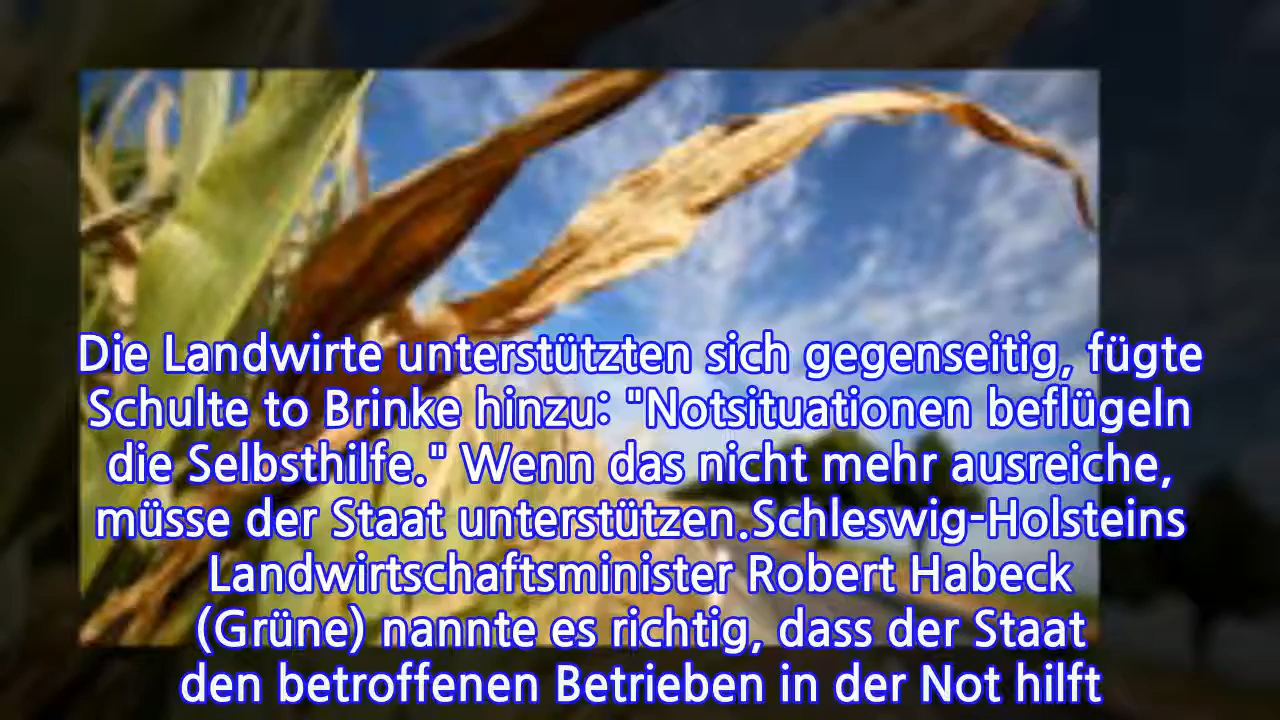 Die Landwirte unterstützten sich gegenseitig, fügte
Schulte to Brinke hinzu: "Notsituationen beflügeln
die Selbsthilfe." Wenn das nicht mehr ausreiche,
müsse der Staat unterstützen.Schleswig-Holsteins
Landwirtschaftsminister Robert Habeck
(Grüne) nannte es richtig, dass der Staat
den betroffenen Betrieben in der Not hilft